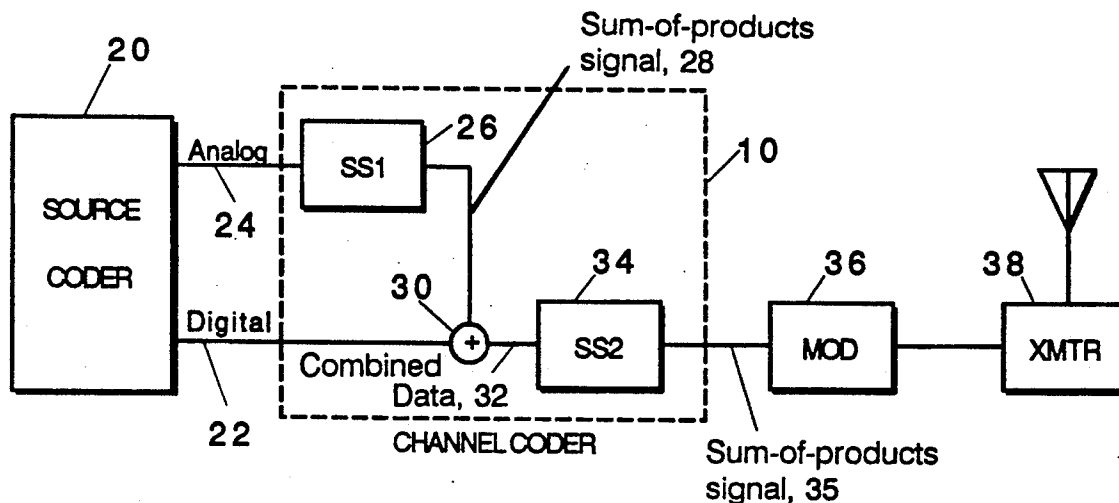 Sum-of-products
signal, 28
20
26
10
Analog
SS1
24
SOURCE
CODER
34
36
38
30
Digital
+
SS2
MOD
XMTR
Combined
Data, 32
22
CHANNEL CODER
Sum-of-products
signal, 35